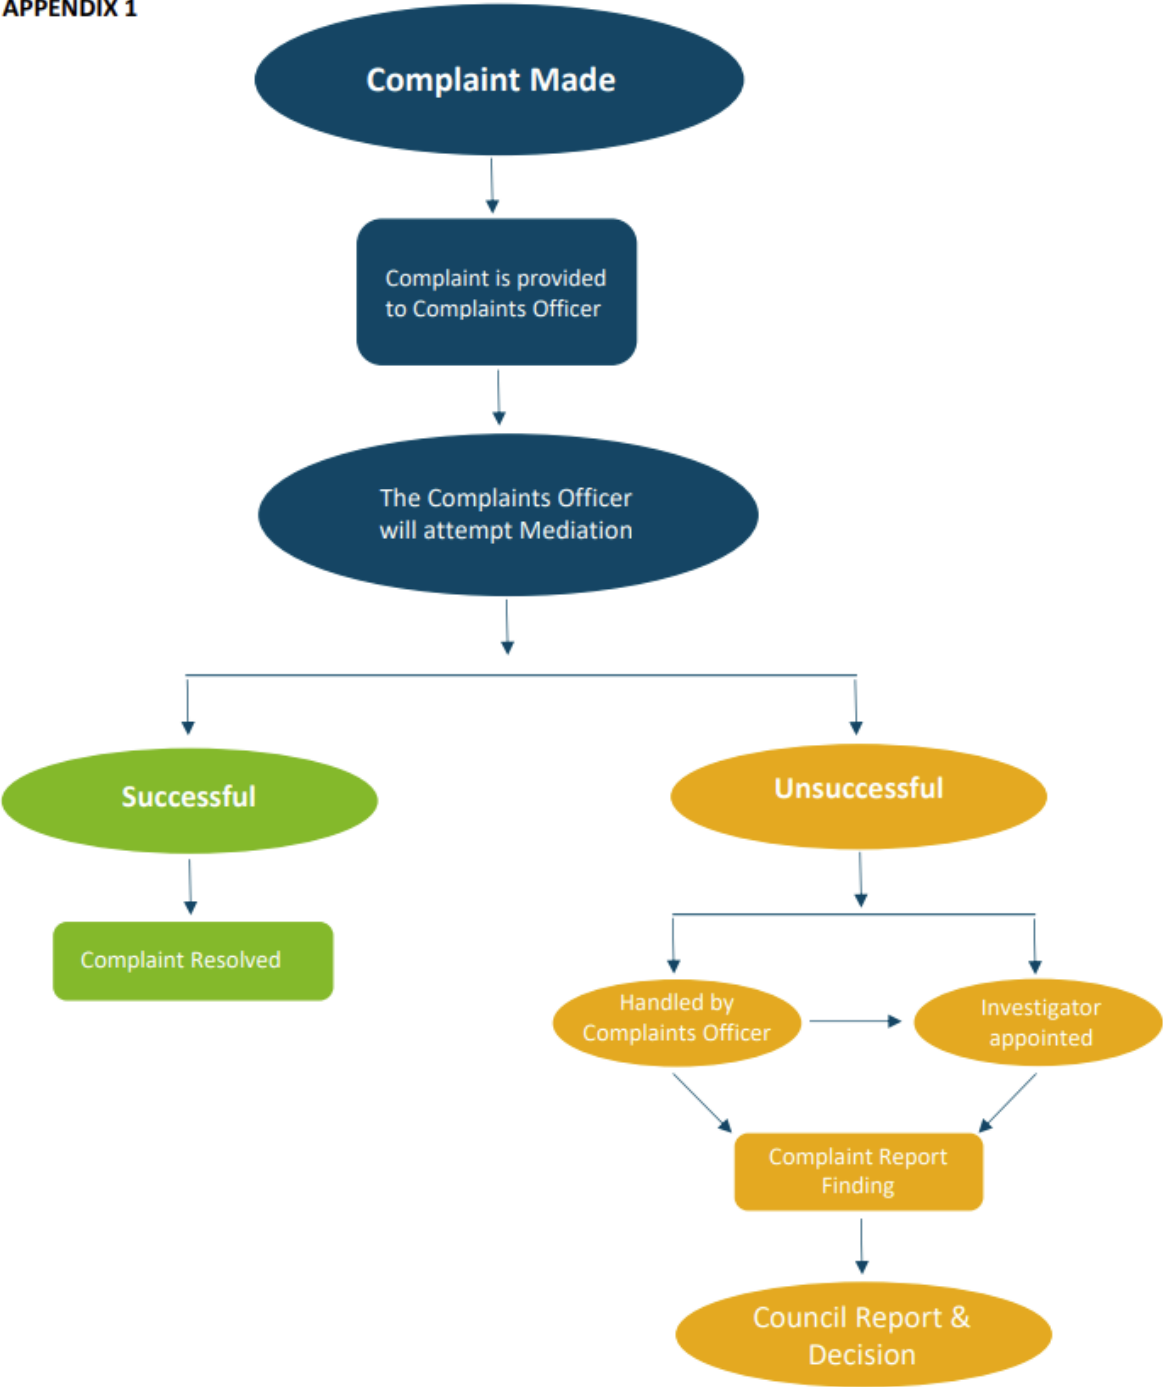 APPENDIX 1
Complaint Made
Complaint is provided
to Complaints Officer
The Complaints Officer
will attempt Mediation
Successful
Unsuccessful
Complaint Resolved
Handled by
Complaints Officer
Investigator
appointed
Complaint Report
Finding
Council Report &
Decision